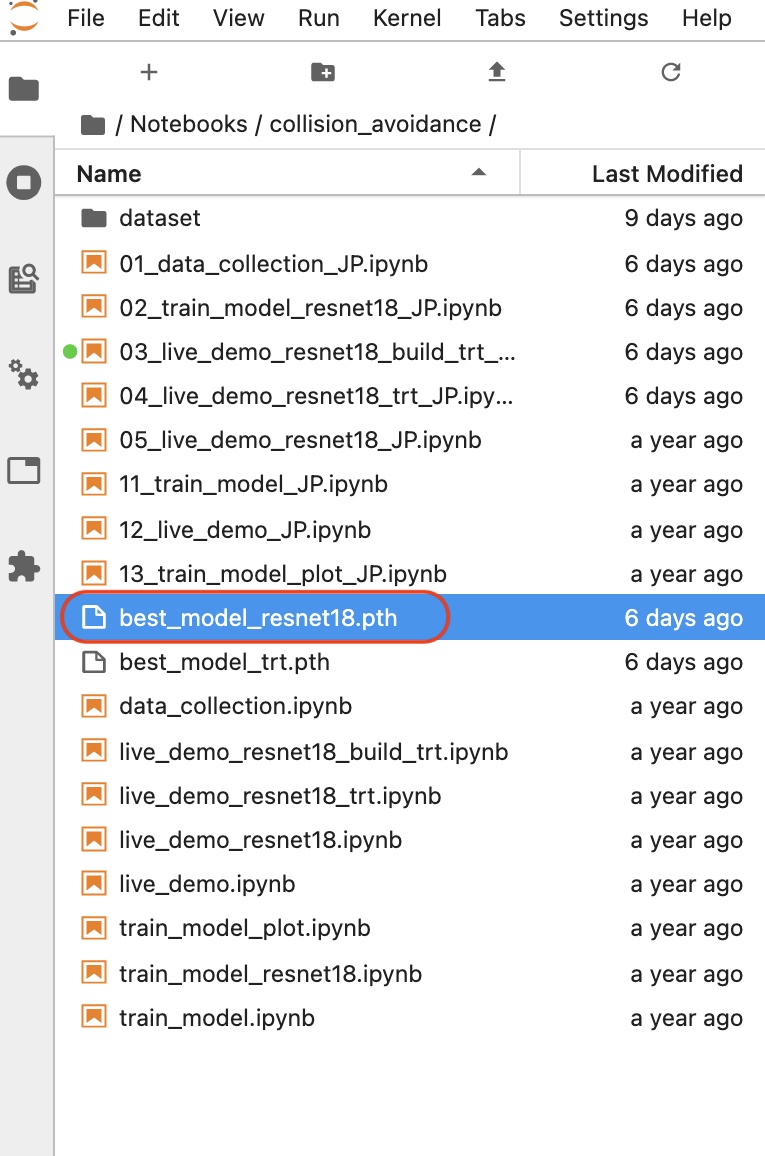 File Edit View Run Kernel Tabs Settings Help
/ Notebooks / collision_avoidance /
Name Last Modified
dataset 9 days ago
01_data_collection_JP.ipynb 6 days ago
02_train_model_resnet18_JP.ipynb 6 days ago
03_live_demo_resnet18_build_trt_... 6 days ago
04_live_demo_resnet18_trt_JP.ipy... 6 days ago
05_live_demo_resnet18_JP.ipynb a year ago
11_train_model_JP.ipynb a year ago
12_live_demo_JP.ipynb a year ago
13_train_model_plot_JP.ipynb a year ago
best_model_resnet18.pth 6 days ago
best_model_trt.pth 6 days ago
data_collection.ipynb a year ago
live_demo_resnet18_build_trt.ipynb a year ago
live_demo_resnet18_trt.ipynb a year ago
live_demo_resnet18.ipynb a year ago
live_demo.ipynb a year ago
train_model_plot.ipynb a year ago
train_model_resnet18.ipynb a year ago
train_model.ipynb a year ago